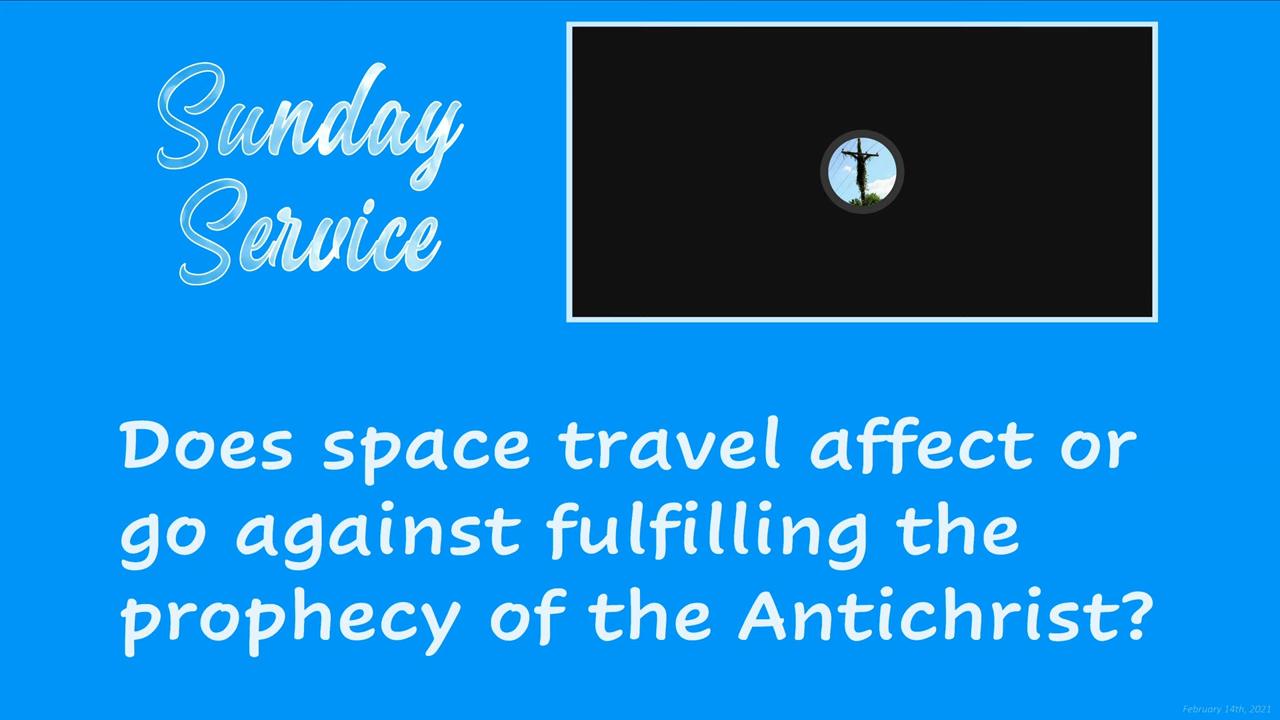 Sunday
Service
Does space travel affect or
go against fulfilling the
prophecy of the Antichrist?
February 14th, 2021